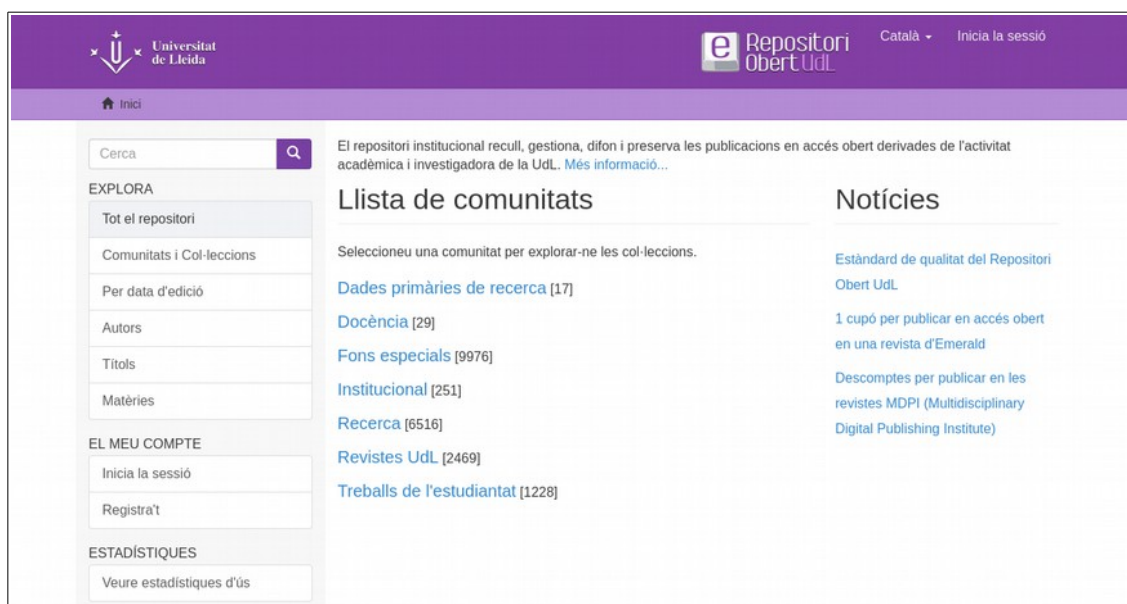 Universitat
de Lleida
e Repositori
Obert UdL
Català
Inicia la sessió
Inici
Cerca
EXPLORA
Tot el repositori
Comunitats i Col·leccions
Per data d'edició
Autors
Títols
Matèries
EL MEU COMPTE
Inicia la sessió
Registra't
ESTADÍSTIQUES
Veure estadístiques d'ús
El repositori institucional recull, gestiona, difon i preserva les publicacions en accés obert derivades de l'activitat
acadèmica i investigadora de la UdL. Més informació...
Llista de comunitats
Seleccioneu una comunitat per explorar-ne les col·leccions.
Dades primàries de recerca [17]
Docència [29]
Fons especials [9976]
Institucional [251]
Recerca [6516]
Revistes UdL [2469]
Treballs de l'estudiantat [1228]
Notícies
Estàndard de qualitat del Repositori
Obert UdL
1 cupó per publicar en accés obert
en una revista d'Emerald
Descomptes per publicar en les
revistes MDPI (Multidisciplinary
Digital Publishing Institute)